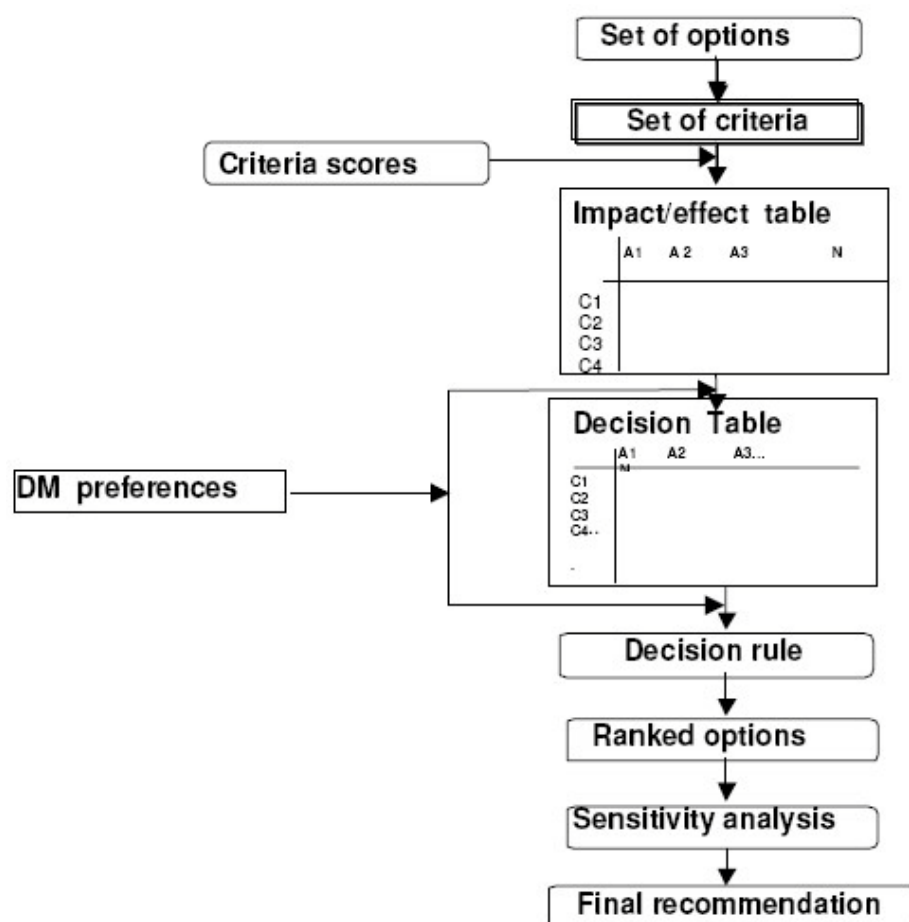 Set of options
Set of criteria
Criteria scores
Impact/effect table
A1 A2 A3 N
C1
C2
C3
C4
Decision Table
A1 A2 A3...
N
C1
C2
C3
C4..
.
DM preferences
Decision rule
Ranked options
Sensitivity analysis
Final recommendation